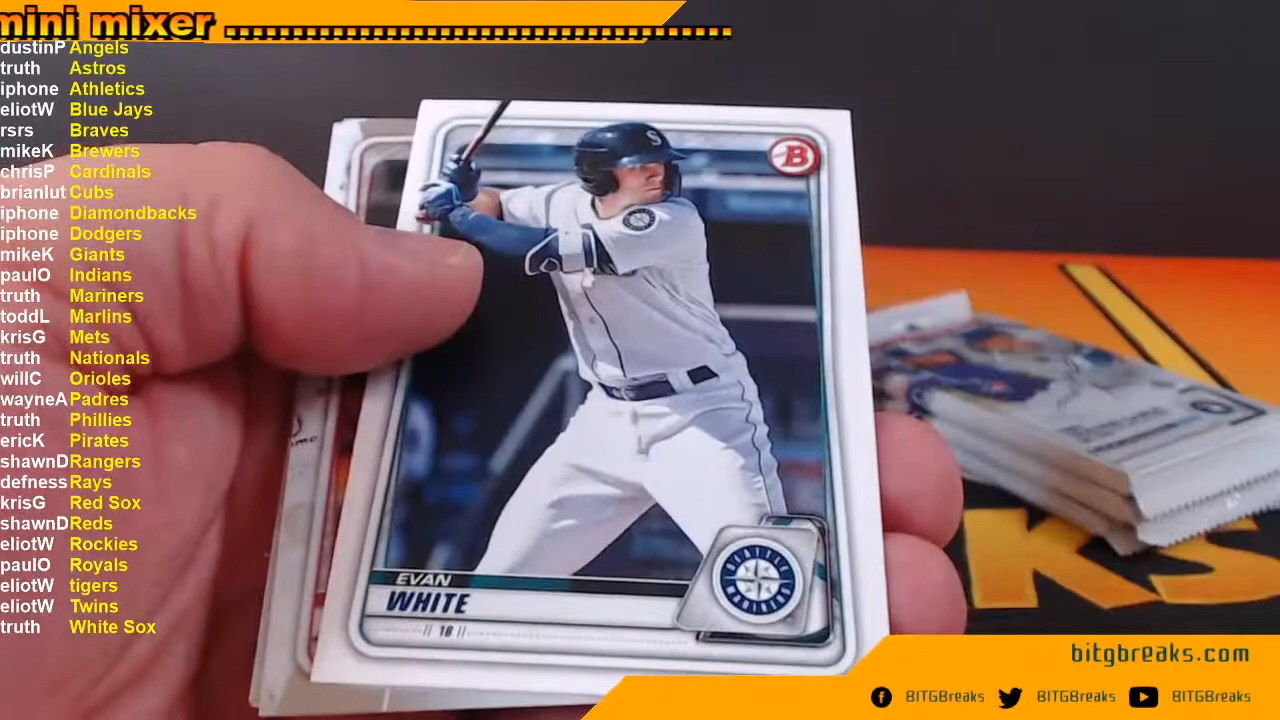 mini mixer ..........................................
dustinP Angels
truth Astros
iphone Athletics
eliotW Blue Jays
rsrs Braves
mikeK Brewers
chrisP Cardinals
brianlut Cubs
iphone Diamondbacks
iphone Dodgers
mikeK Giants
paulO Indians
truth Mariners
toddL Marlins
krisG Mets
truth Nationals
willC Orioles
wayneA Padres
truth Phillies
ericK Pirates
shawnD Rangers
defness Rays
krisG Red Sox
shawnD Reds
eliotW Rockies
paulO Royals
eliotW tigers
eliotW Twins
truth White Sox
S
B
EVAN
WHITE
SEATTLE
MARINERS
KS
bitgbreaks.com
BITGBreaks BITGBreaks BITGBreaks